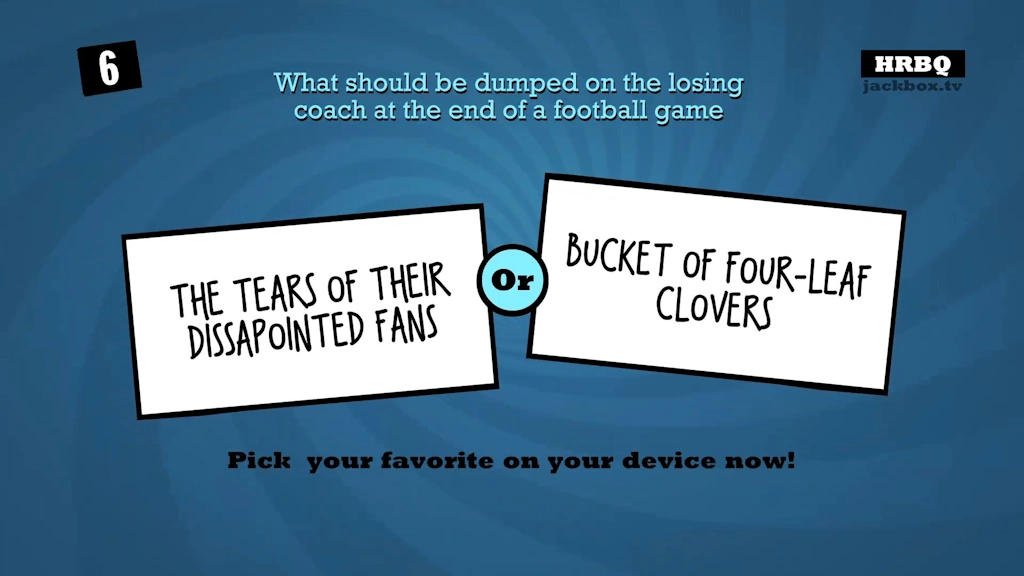 6
HRBQ
jackbox.tv
What should be dumped on the losing
coach at the end of a football game
THE TEARS OF THEIR
DISSAPOINTED FANS
Or
BUCKET OF FOUR-LEAF
CLOVERS
Pick your favorite on your device now!